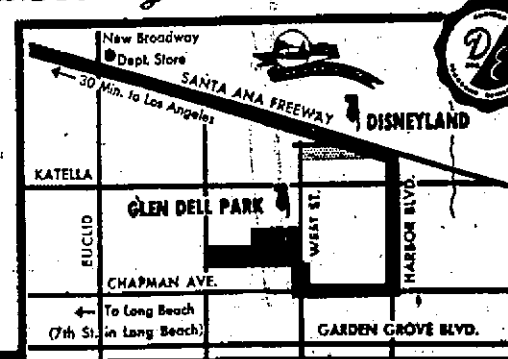 New Broadway
Dept. Store
← 30 Min. to Los Angeles
SANTA ANA FREEWAY
DISNEYLAND
KATELLA
GLEN DELL PARK
EUCLID
WEST ST.
HARBOR BLVD.
CHAPMAN AVE.
← To Long Beach
(7th St. in Long Beach)
GARDEN GROVE BLVD.